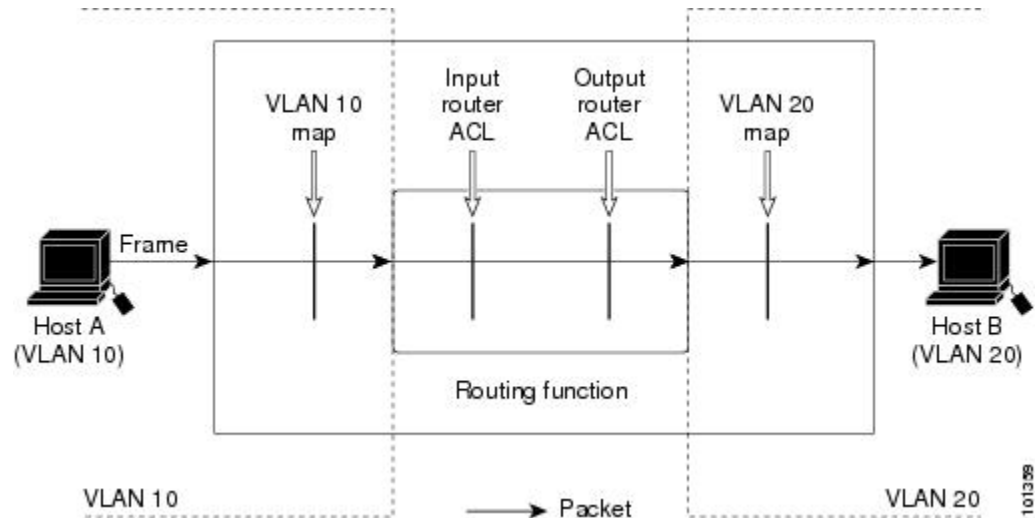 VLAN 10
map
Input
router
ACL
Output
router
ACL
VLAN 20
map
Frame
Host A
(VLAN 10)
Host B
(VLAN 20)
Routing function
VLAN 10
Packet
VLAN 20
101359